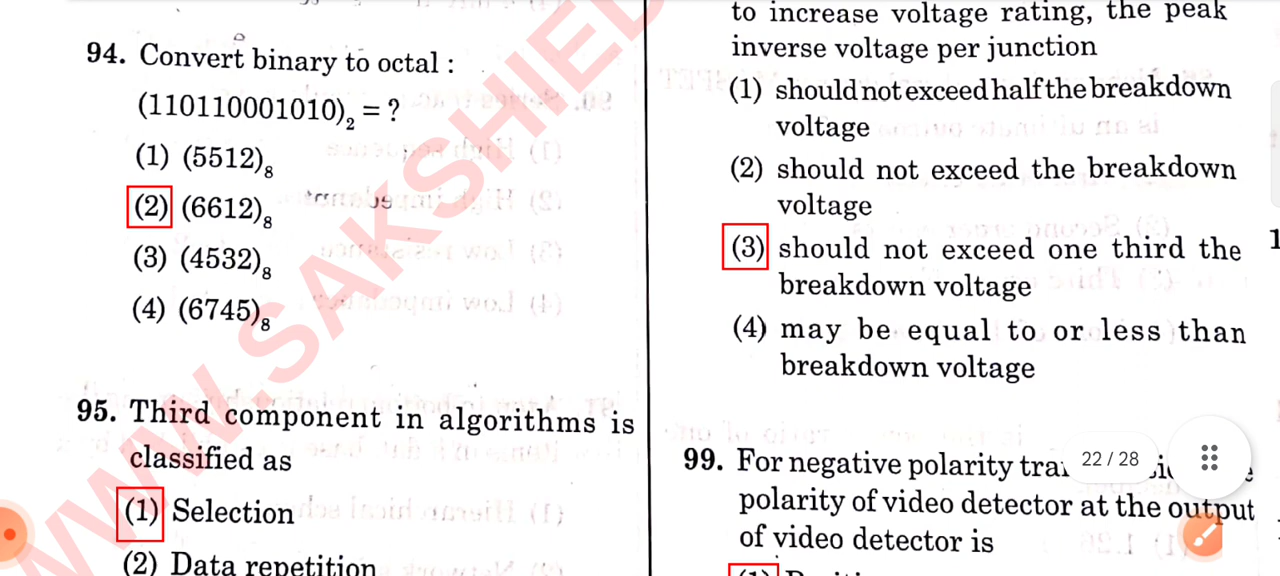 94. Convert binary to octal :
(110110001010)₂ = ?
(1) (5512)₈
(2) (6612)₈
(3) (4532)₈
(4) (6745)₈
95. Third component in algorithms is
classified as
(1) Selection
(2) Data repetition
to increase voltage rating, the peak
inverse voltage per junction
(1) should not exceed half the breakdown
voltage
(2) should not exceed the breakdown
voltage
(3) should not exceed one third the
breakdown voltage
(4) may be equal to or less than
breakdown voltage
99. For negative polarity
polarity of video detector at the output
of video detector is
(1)
1
22 / 28
WWW.SAKSHIED